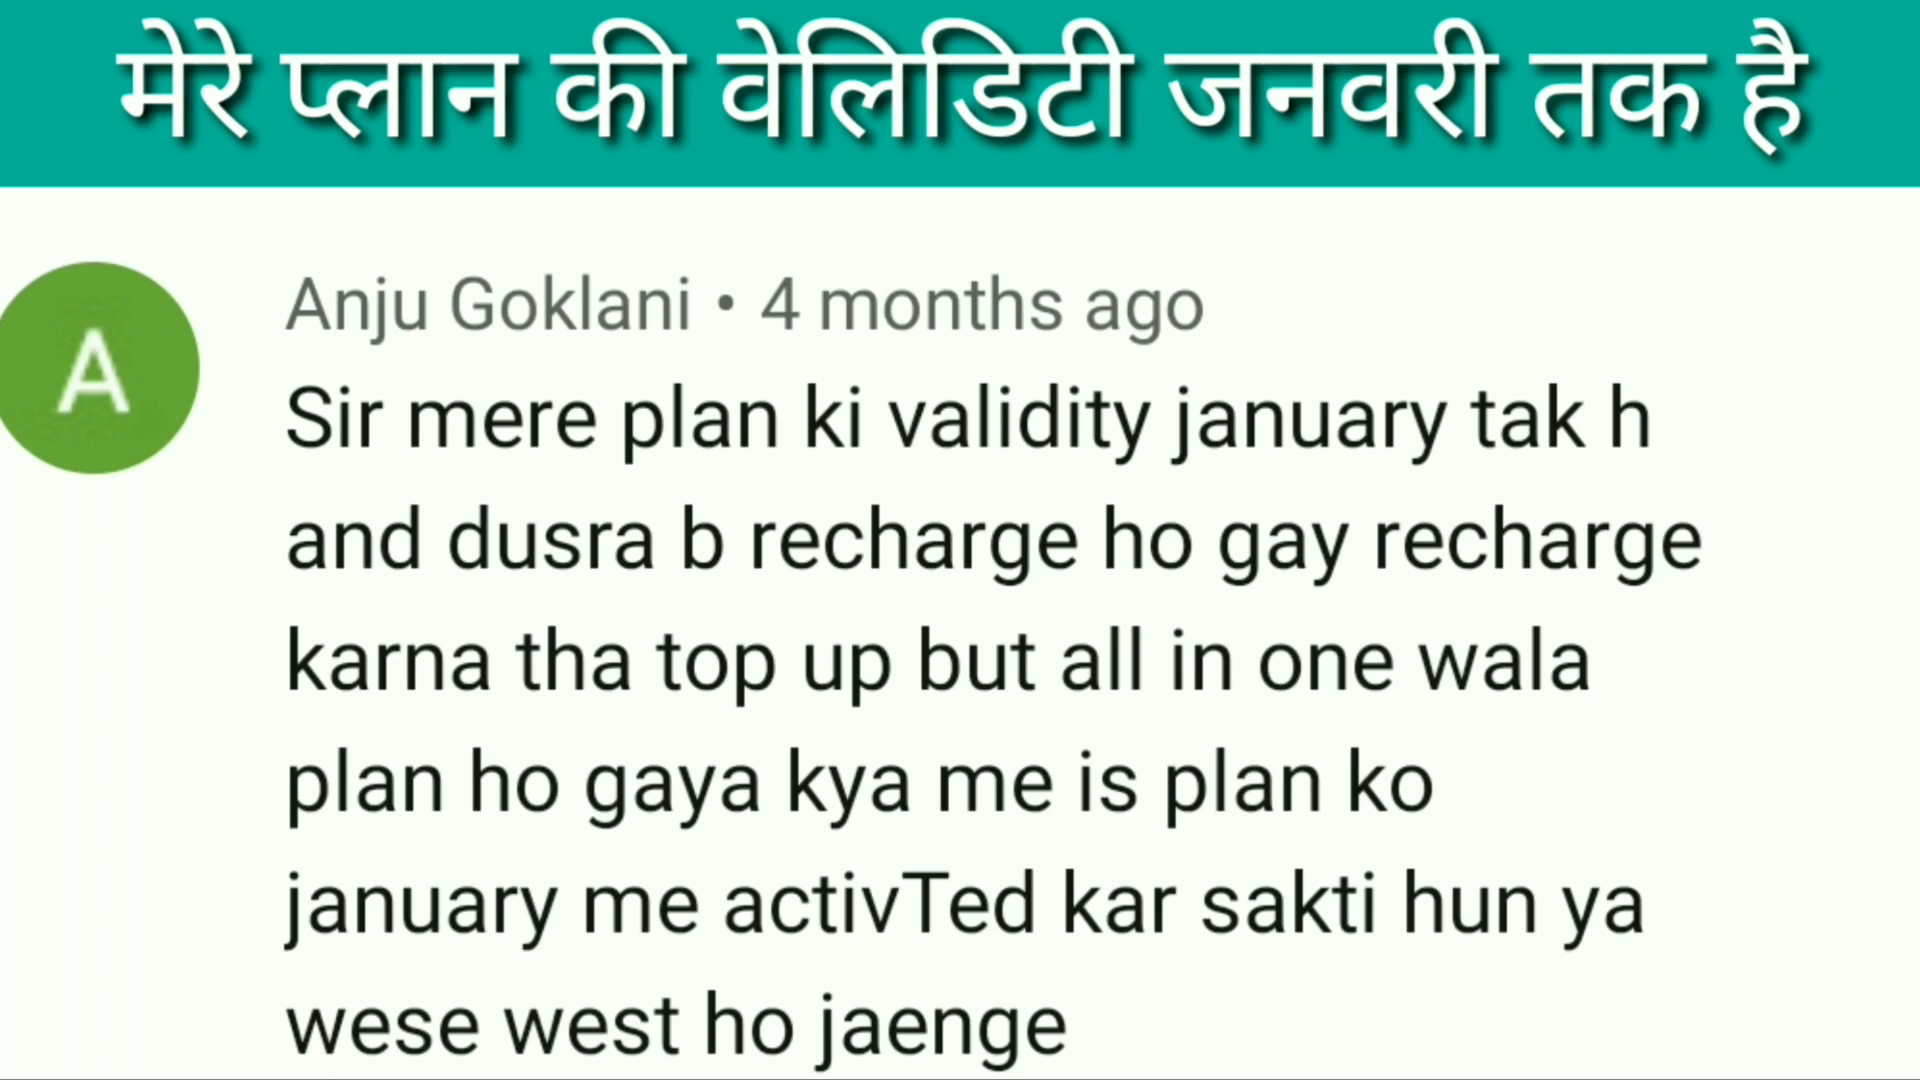 मेरे प्लान की वेलिडिटी जनवरी तक है
A
Anju Goklani • 4 months ago
Sir mere plan ki validity january tak h
and dusra b recharge ho gay recharge
karna tha top up but all in one wala
plan ho gaya kya me is plan ko
january me activTed kar sakti hun ya
wese west ho jaenge